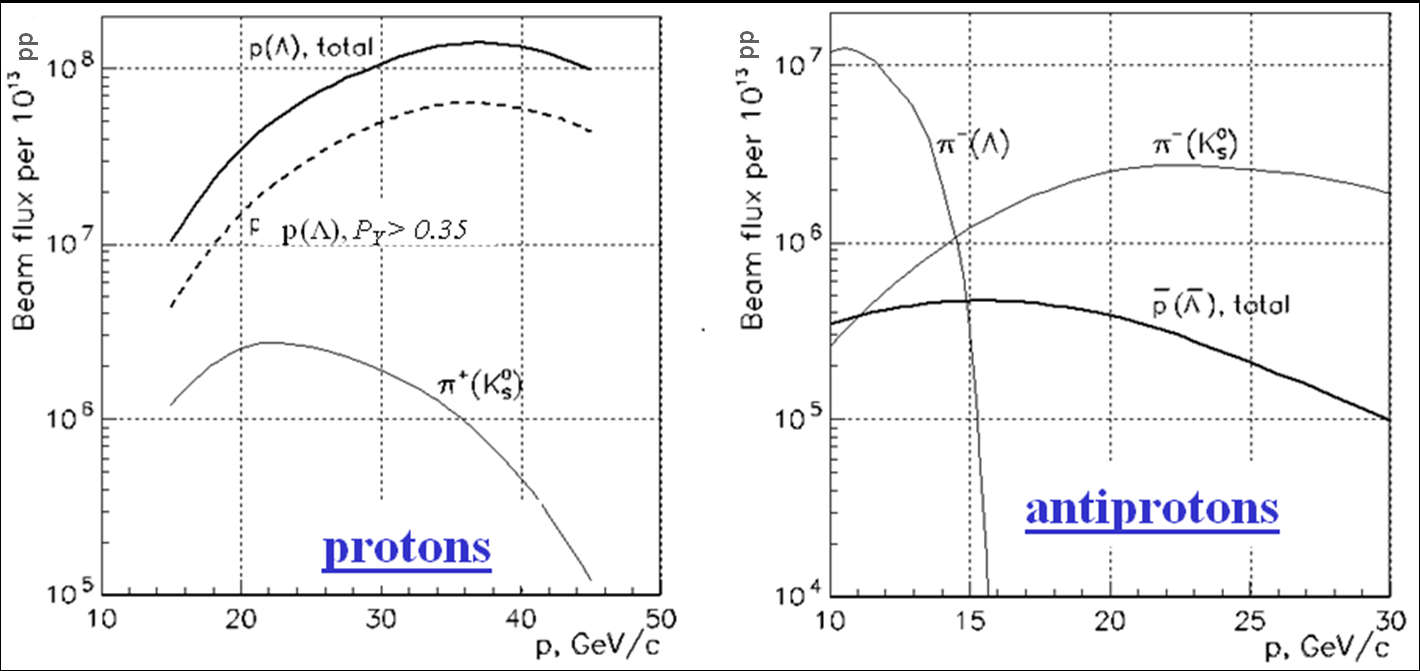 Beam flux per 10¹³ pp
10⁸
10⁷
10⁶
10⁵
p(Λ), total
p(Λ), P_Y> 0.35
π⁺(K⁰ₛ)
protons
10 20 30 40 50
p, GeV/c
Beam flux per 10¹³ pp
10⁷
10⁶
10⁵
10⁴
π⁻(Λ)
π⁻(K⁰ₛ)
p̄(Λ̄), total
antiprotons
10 15 20 25 30
p, GeV/c